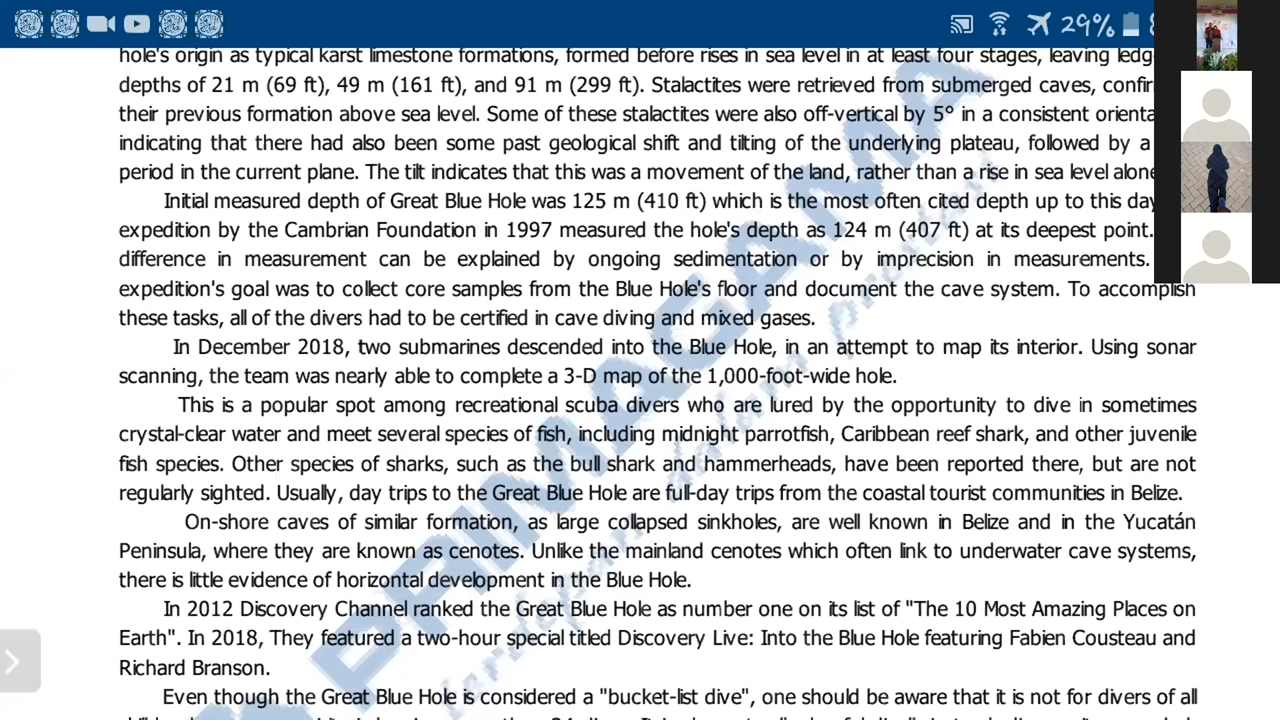 29%
hole's origin as typical karst limestone formations, formed before rises in sea level in at least four stages, leaving
depths of 21 m (69 ft), 49 m (161 ft), and 91 m (299 ft). Stalactites were retrieved from submerged caves,
their previous formation above sea level. Some of these stalactites were also off-vertical by 5° in a consistent
indicating that there had also been some past geological shift and tilting of the underlying plateau, followed by a
period in the current plane. The tilt indicates that this was a movement of the land, rather than a rise in sea level alone
Initial measured depth of Great Blue Hole was 125 m (410 ft) which is the most often cited depth up to this day
expedition by the Cambrian Foundation in 1997 measured the hole's depth as 124 m (407 ft) at its deepest point.
difference in measurement can be explained by ongoing sedimentation or by imprecision in measurements.
expedition's goal was to collect core samples from the Blue Hole's floor and document the cave system. To accomplish
these tasks, all of the divers had to be certified in cave diving and mixed gases.
In December 2018, two submarines descended into the Blue Hole, in an attempt to map its interior. Using sonar
scanning, the team was nearly able to complete a 3-D map of the 1,000-foot-wide hole.
This is a popular spot among recreational scuba divers who are lured by the opportunity to dive in sometimes
crystal-clear water and meet several species of fish, including midnight parrotfish, Caribbean reef shark, and other juvenile
fish species. Other species of sharks, such as the bull shark and hammerheads, have been reported there, but are not
regularly sighted. Usually, day trips to the Great Blue Hole are full-day trips from the coastal tourist communities in Belize.
On-shore caves of similar formation, as large collapsed sinkholes, are well known in Belize and in the Yucatán
Peninsula, where they are known as cenotes. Unlike the mainland cenotes which often link to underwater cave systems,
there is little evidence of horizontal development in the Blue Hole.
In 2012 Discovery Channel ranked the Great Blue Hole as number one on its list of "The 10 Most Amazing Places on
Earth". In 2018, They featured a two-hour special titled Discovery Live: Into the Blue Hole featuring Fabien Cousteau and
Richard Branson.
Even though the Great Blue Hole is considered a "bucket-list dive", one should be aware that it is not for divers of all
PRIMAGAMA
terdepan dalam prestasi